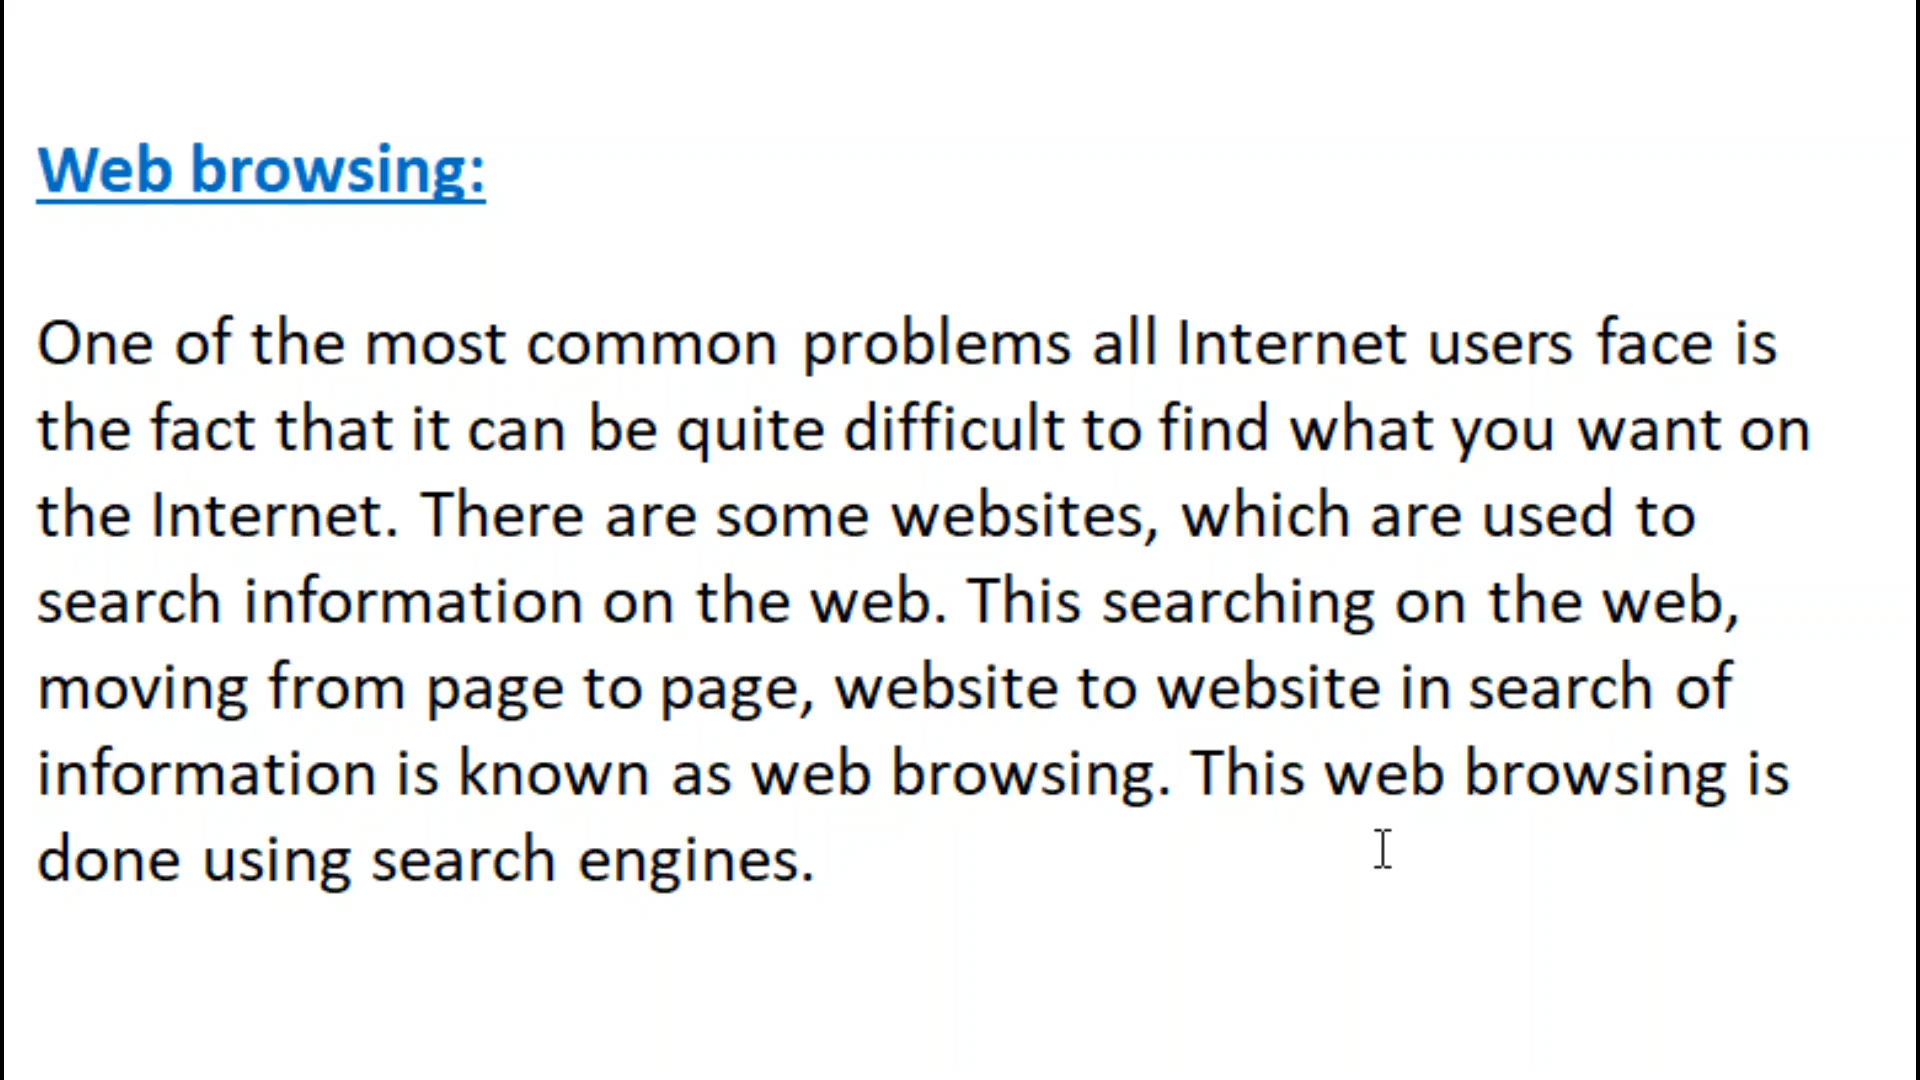 Web browsing:
One of the most common problems all Internet users face is
the fact that it can be quite difficult to find what you want on
the Internet. There are some websites, which are used to
search information on the web. This searching on the web,
moving from page to page, website to website in search of
information is known as web browsing. This web browsing is
done using search engines.